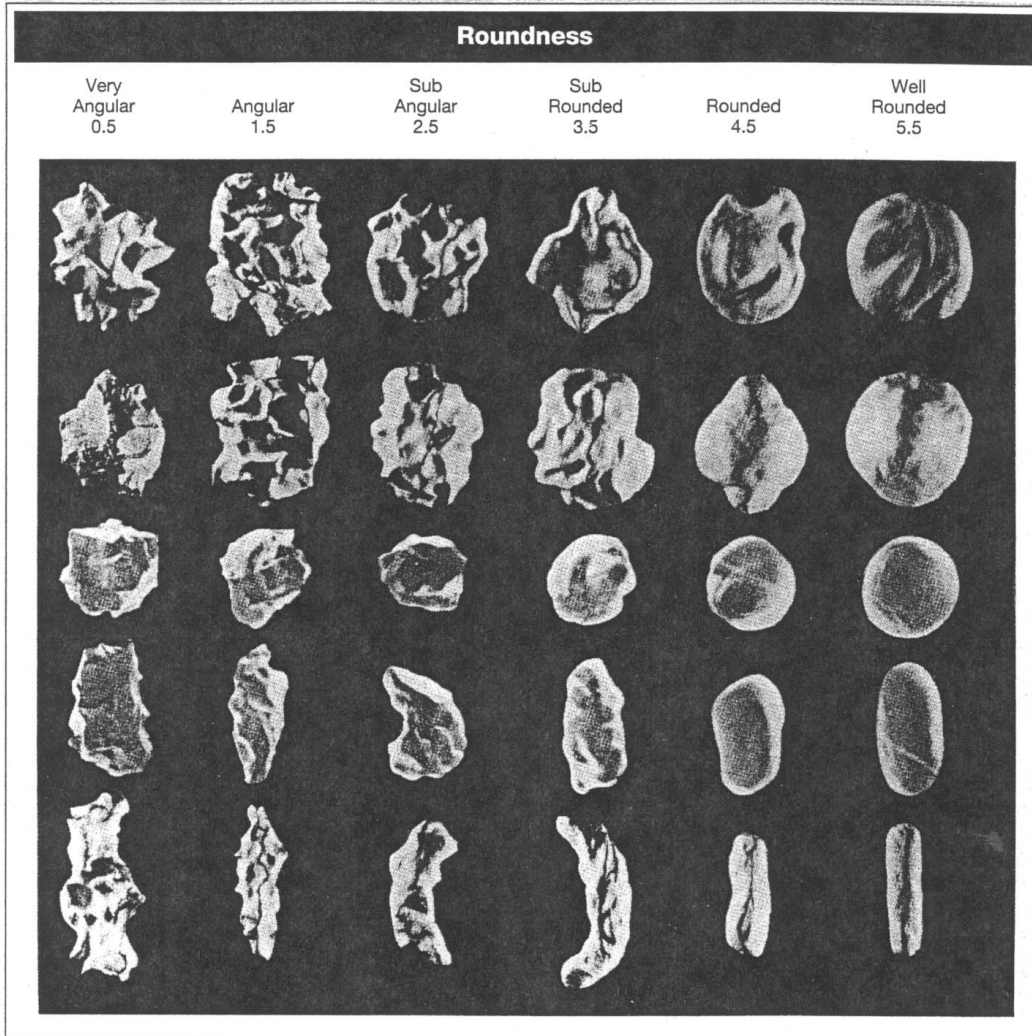 Roundness
Very
Angular
0.5
Angular
1.5
Sub
Angular
2.5
Sub
Rounded
3.5
Rounded
4.5
Well
Rounded
5.5